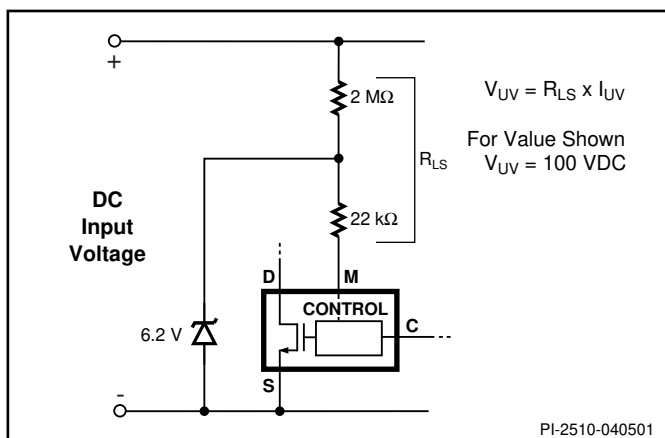 +
2 MΩ
V_UV = R_LS x I_UV
For Value Shown
V_UV = 100 VDC
R_LS
DC
Input
Voltage
22 kΩ
D
M
CONTROL
C
6.2 V
S
-
PI-2510-040501